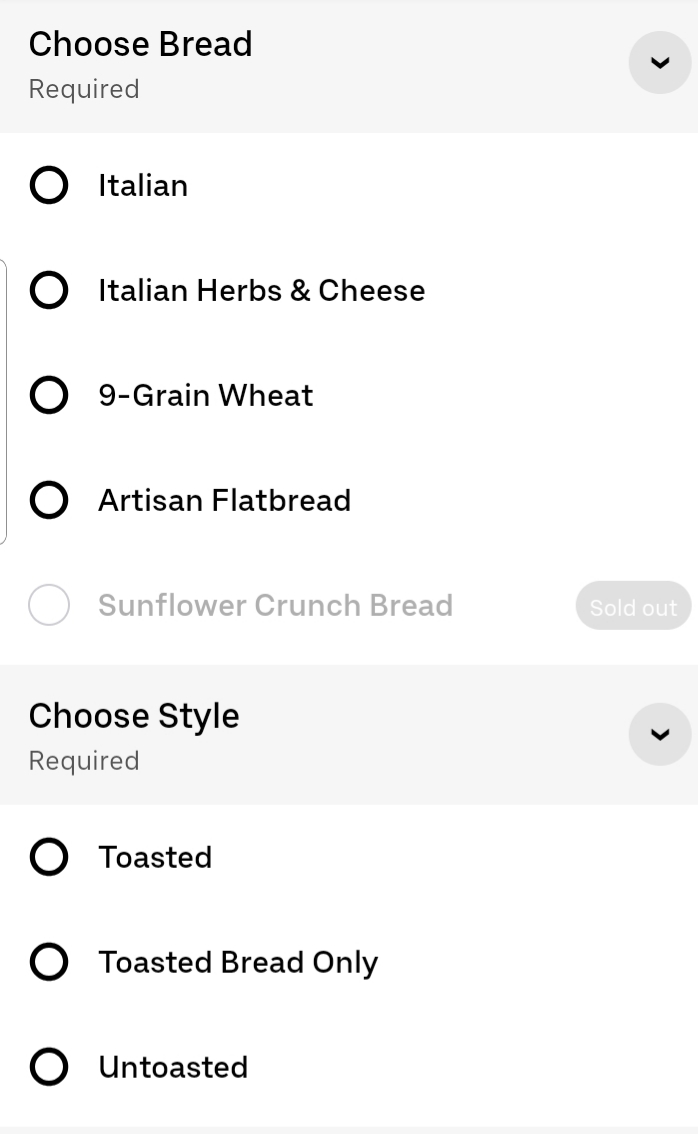 Choose Bread
Required
Italian
Italian Herbs & Cheese
9-Grain Wheat
Artisan Flatbread
Sunflower Crunch Bread Sold out
Choose Style
Required
Toasted
Toasted Bread Only
Untoasted